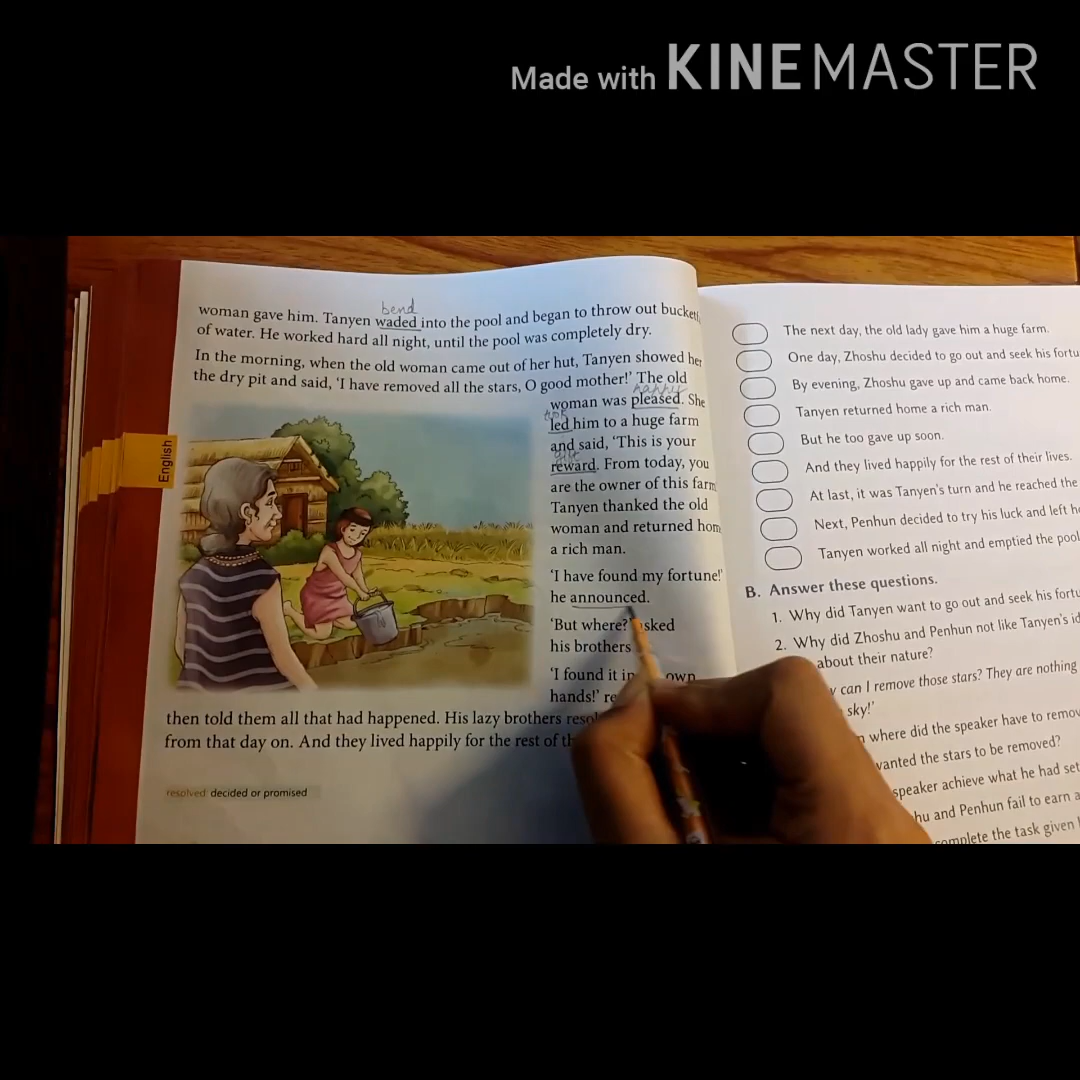 Made with KINEMASTER
bend
woman gave him. Tanyen waded into the pool and began to throw out
of water. He worked hard all night, until the pool was completely dry.
In the morning, when the old woman came out of her hut, Tanyen showed her
the dry pit and said, 'I have removed all the stars, O good mother!' The old
happy
woman was pleased. She
led him to a huge farm
and said, 'This is your
gift
reward. From today, you
are the owner of this farm
Tanyen thanked the old
woman and returned hom
a rich man.
'I have found my fortune!'
he announced.
'But where?' asked
his brothers
'I found it in own
hands!' re
then told them all that had happened. His lazy brothers resol
from that day on. And they lived happily for the rest of th
resolved decided or promised
English
The next day, the old lady gave him a huge farm.
One day, Zhoshu decided to go out and seek his fortu
By evening, Zhoshu gave up and came back home.
Tanyen returned home a rich man.
But he too gave up soon.
And they lived happily for the rest of their lives.
At last, it was Tanyen's turn and he reached the
Next, Penhun decided to try his luck and left h
Tanyen worked all night and emptied the pool
B. Answer these questions.
1. Why did Tanyen want to go out and seek his fortu
2. Why did Zhoshu and Penhun not like Tanyen's id
about their nature?
can I remove those stars? They are nothing
sky!'
where did the speaker have to remov
wanted the stars to be removed?
speaker achieve what he had set
hu and Penhun fail to earn a
complete the task given